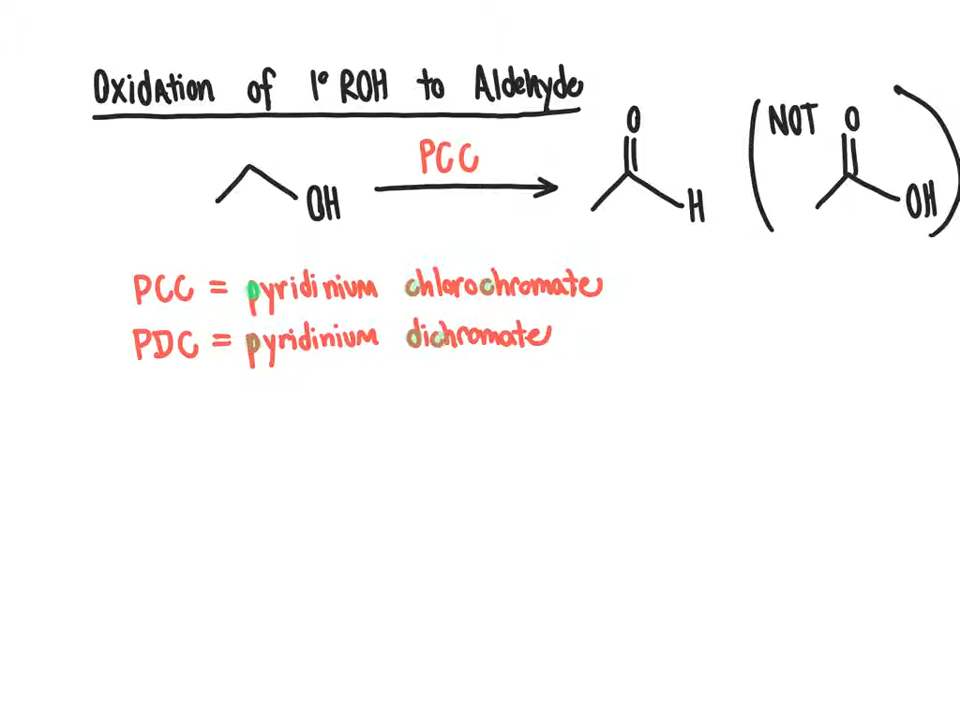 Oxidation of 1° ROH to Aldehyde
PCC
OH
O
H
NOT
O
OH
PCC = pyridinium chlorochromate
PDC = pyridinium dichromate